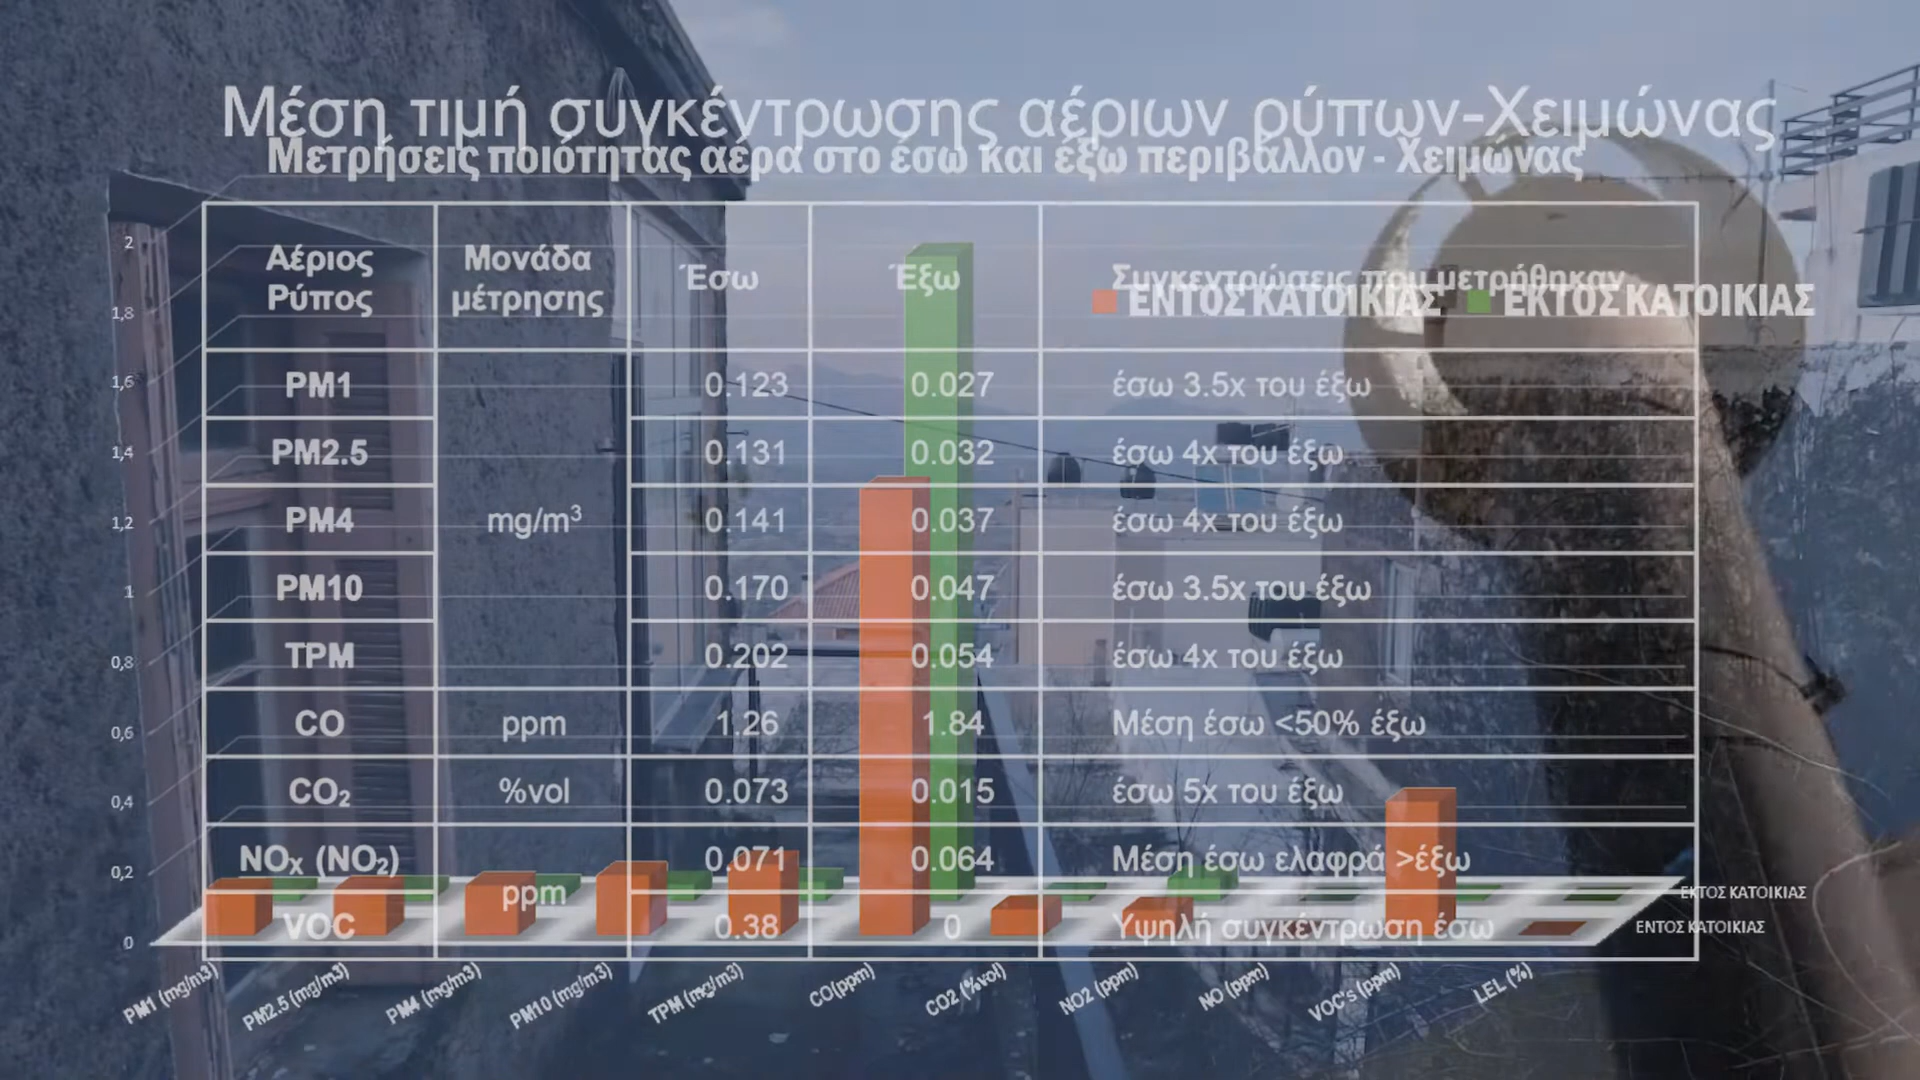 Μέση τιμή συγκέντρωσης αέριων ρύπων-Χειμώνας
Μετρήσεις ποιότητας αέρα στο έσω και έξω περιβάλλον - Χειμώνας
Αέριος Ρύπος
Μονάδα μέτρησης
Έσω
Έξω
Συγκεντρώσεις που μετρήθηκαν
ΕΝΤΟΣ ΚΑΤΟΙΚΙΑΣ
ΕΚΤΟΣ ΚΑΤΟΙΚΙΑΣ
PM1 0.123 0.027 έσω 3.5x του έξω
PM2.5 0.131 0.032 έσω 4x του έξω
PM4 mg/m³ 0.141 0.037 έσω 4x του έξω
PM10 0.170 0.047 έσω 3.5x του έξω
TPM 0.202 0.054 έσω 4x του έξω
CO ppm 1.26 1.84 Μέση έσω <50% έξω
CO₂ %vol 0.073 0.015 έσω 5x του έξω
NOx (NO₂) 0.071 0.064 Μέση έσω ελαφρά >έξω
ppm
VOC 0.38 0 Υψηλή συγκέντρωση έσω
2
1,8
1,6
1,4
1,2
1
0,8
0,6
0,4
0,2
0
ΕΚΤΟΣ ΚΑΤΟΙΚΙΑΣ
ΕΝΤΟΣ ΚΑΤΟΙΚΙΑΣ
PM1 (mg/m3)
PM2.5 (mg/m3)
PM4 (mg/m3)
PM10 (mg/m3)
TPM (mg/m3)
CO(ppm)
CO2 (%vol)
NO2 (ppm)
NO (ppm)
VOC's (ppm)
LEL (%)